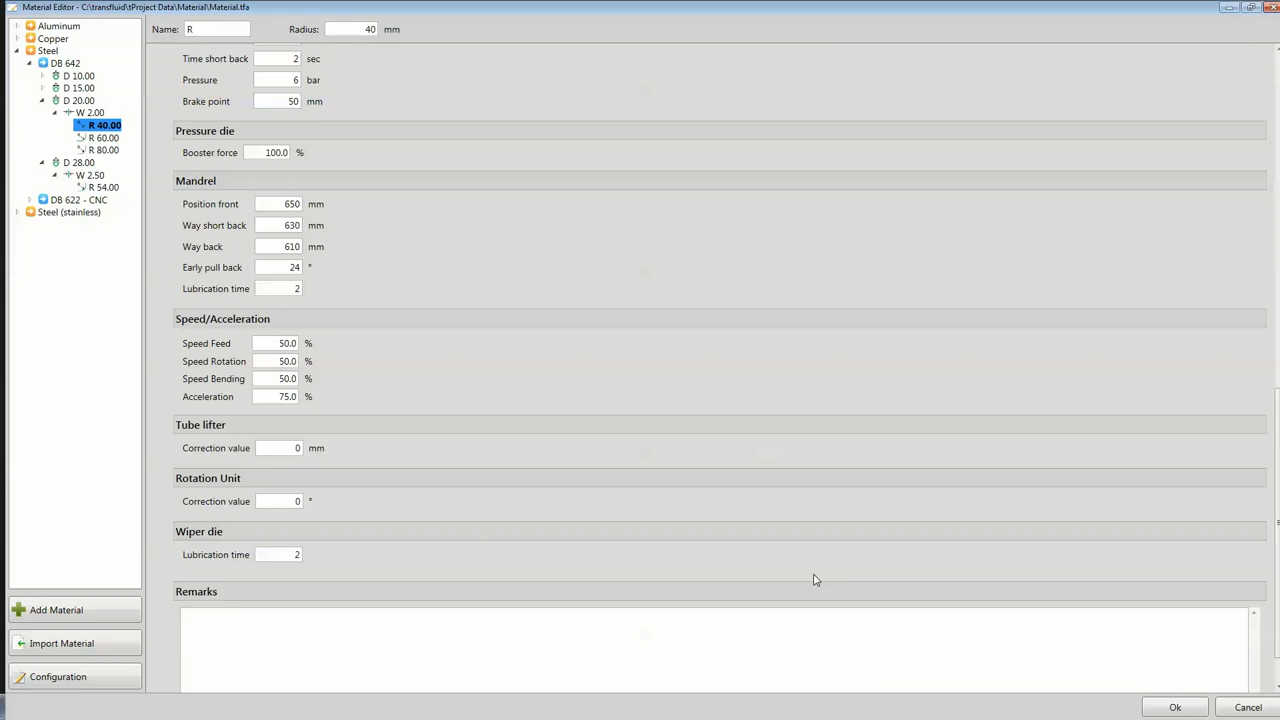 Material Editor - C:\transfluid\tProject Data\Material\Material.tfa
Aluminum
Copper
Steel
DB 642
D 10.00
D 15.00
D 20.00
W 2.00
R 40.00
R 60.00
R 80.00
D 28.00
W 2.50
R 54.00
DB 622 - CNC
Steel (stainless)
Add Material
Import Material
Configuration
Name: R Radius: 40 mm
Time short back 2 sec
Pressure 6 bar
Brake point 50 mm
Pressure die
Booster force 100.0 %
Mandrel
Position front 650 mm
Way short back 630 mm
Way back 610 mm
Early pull back 24 °
Lubrication time 2
Speed/Acceleration
Speed Feed 50.0 %
Speed Rotation 50.0 %
Speed Bending 50.0 %
Acceleration 75.0 %
Tube lifter
Correction value 0 mm
Rotation Unit
Correction value 0 °
Wiper die
Lubrication time 2
Remarks
Ok Cancel